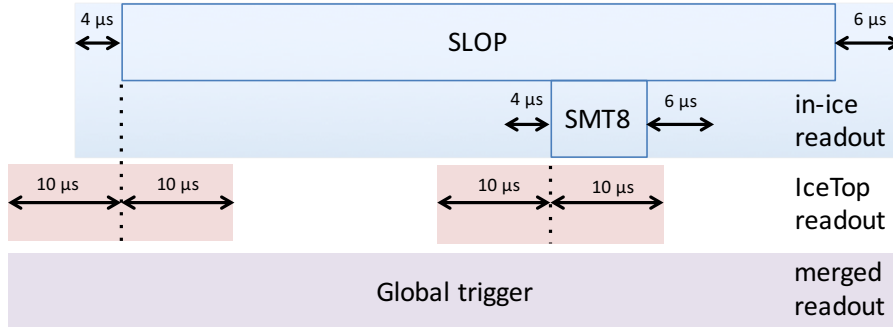 4 μs
SLOP
6 μs
4 μs
SMT8
6 μs
in-ice
readout
10 μs
10 μs
10 μs
10 μs
IceTop
readout
Global trigger
merged
readout